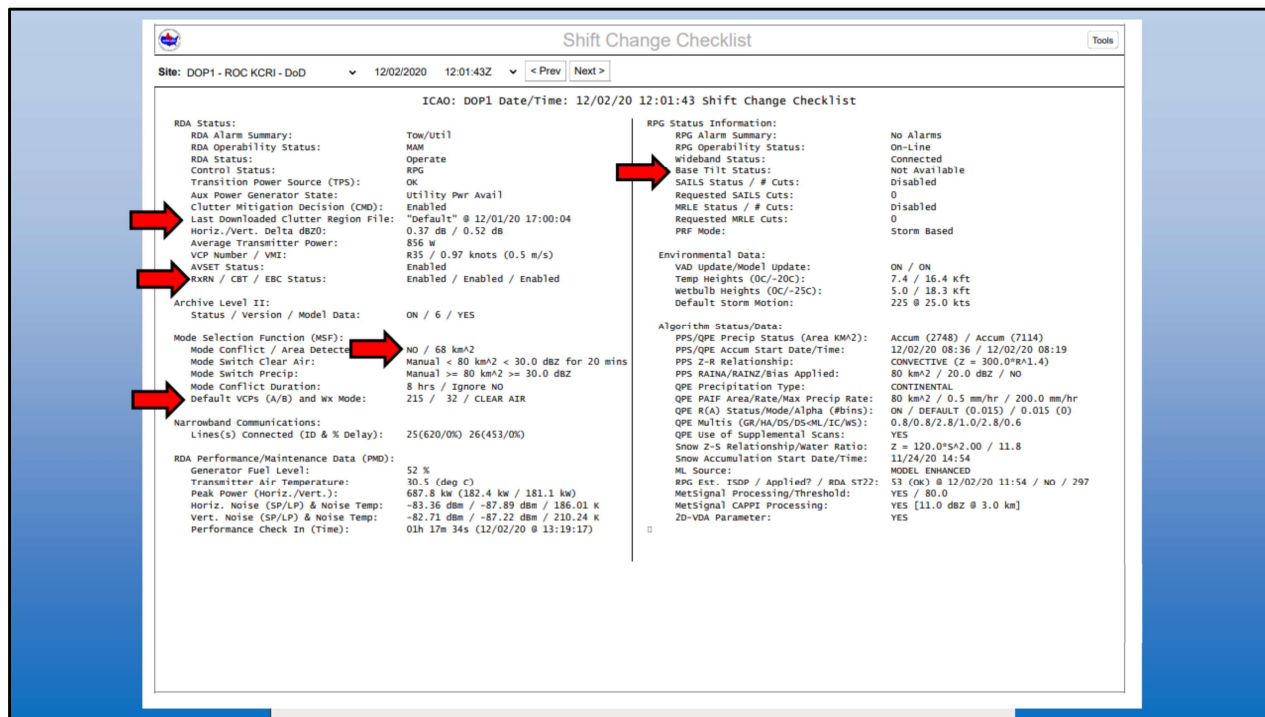 Shift Change Checklist
Tools
Site: DOP1 - ROC KCRI - DoD 12/02/2020 12:01:43Z < Prev Next >
ICAO: DOP1 Date/Time: 12/02/20 12:01:43 Shift Change Checklist
RDA Status:
RDA Alarm Summary: Tow/Util
RDA Operability Status: MAM
RDA Status: Operate
Control Status: RPG
Transition Power Source (TPS): OK
Aux Power Generator State: Utility Pwr Avail
Clutter Mitigation Decision (CMD): Enabled
Last Downloaded Clutter Region File: "Default" @ 12/01/20 17:00:04
Horiz./Vert. Delta dBZ0: 0.37 dB / 0.52 dB
Average Transmitter Power: 856 W
VCP Number / VMI: R35 / 0.97 knots (0.5 m/s)
AVSET Status: Enabled
RxRN / CBT / EBC Status: Enabled / Enabled / Enabled
Archive Level II:
Status / Version / Model Data: ON / 6 / YES
Mode Selection Function (MSF):
Mode Conflict / Area Detecte NO / 68 km^2
Mode Switch Clear Air: Manual < 80 km^2 < 30.0 dBZ for 20 mins
Mode Switch Precip: Manual >= 80 km^2 >= 30.0 dBZ
Mode Conflict Duration: 8 hrs / Ignore NO
Default VCPs (A/B) and Wx Mode: 215 / 32 / CLEAR AIR
Narrowband Communications:
Lines(s) Connected (ID & % Delay): 25(620/0%) 26(453/0%)
RDA Performance/Maintenance Data (PMD):
Generator Fuel Level: 52 %
Transmitter Air Temperature: 30.5 (deg C)
Peak Power (Horiz./Vert.): 687.8 kW (182.4 kW / 181.1 kW)
Horiz. Noise (SP/LP) & Noise Temp: -83.36 dBm / -87.89 dBm / 186.01 K
Vert. Noise (SP/LP) & Noise Temp: -82.71 dBm / -87.22 dBm / 210.24 K
Performance Check In (Time): 01h 17m 34s (12/02/20 @ 13:19:17)
RPG Status Information:
RPG Alarm Summary: No Alarms
RPG Operability Status: On-Line
Wideband Status: Connected
Base Tilt Status: Not Available
SAILS Status / # Cuts: Disabled
Requested SAILS Cuts: 0
MRLE Status / # Cuts: Disabled
Requested MRLE Cuts: 0
PRF Mode: Storm Based
Environmental Data:
VAD Update/Model Update: ON / ON
Temp Heights (0C/-20C): 7.4 / 16.4 Kft
Wetbulb Heights (0C/-25C): 5.0 / 18.3 Kft
Default Storm Motion: 225 @ 25.0 kts
Algorithm Status/Data:
PPS/QPE Precip Status (Area KM^2): Accum (2748) / Accum (7114)
PPS/QPE Accum Start Date/Time: 12/02/20 08:36 / 12/02/20 08:19
PPS Z-R Relationship: CONVECTIVE (Z = 300.0*R^1.4)
PPS RAINA/RAINZ/Bias Applied: 80 km^2 / 20.0 dBZ / NO
QPE Precipitation Type: CONTINENTAL
QPE PAIF Area/Rate/Max Precip Rate: 80 km^2 / 0.5 mm/hr / 200.0 mm/hr
QPE R(A) Status/Mode/Alpha (#bins): ON / DEFAULT (0.015) / 0.015 (0)
QPE Multis (GR/HA/DS/DS<ML/IC/WS): 0.8/0.8/2.8/1.0/2.8/0.6
QPE Use of Supplemental Scans: YES
Snow Z-S Relationship/Water Ratio: Z = 120.0*S^2.00 / 11.8
Snow Accumulation Start Date/Time: 11/24/20 14:54
ML Source: MODEL ENHANCED
RPG Est. ISDP / Applied? / RDA ST22: 53 (OK) @ 12/02/20 11:54 / NO / 297
MetSignal Processing/Threshold: YES / 80.0
MetSignal CAPPI Processing: YES [11.0 dBZ @ 3.0 km]
2D-VDA Parameter: YES